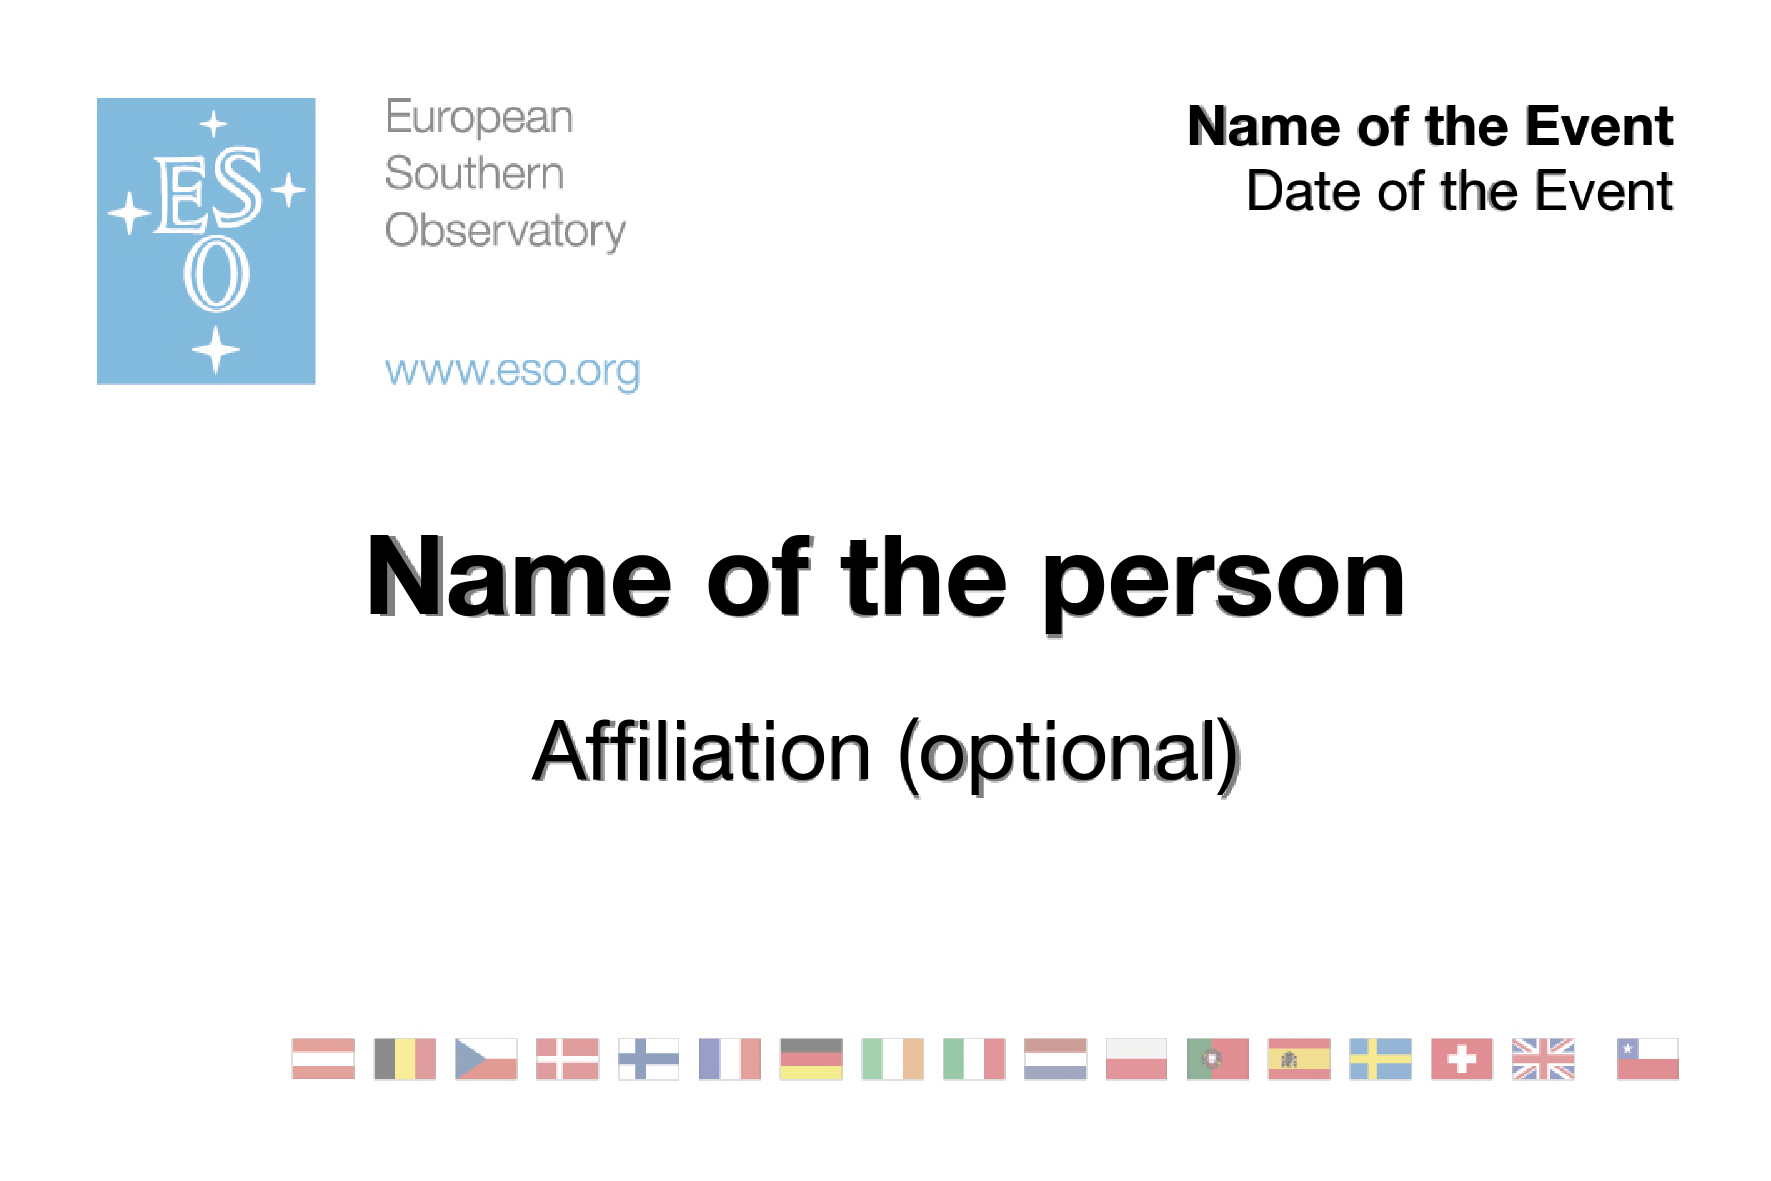 ESO
European
Southern
Observatory
www.eso.org
Name of the Event
Date of the Event
Name of the person
Affiliation (optional)